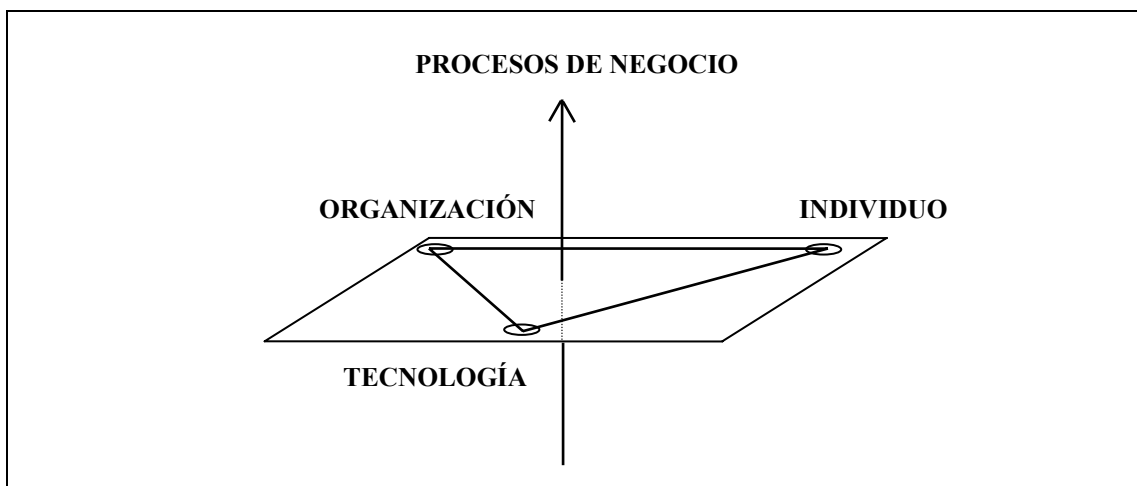 PROCESOS DE NEGOCIO
ORGANIZACIÓN
INDIVIDUO
TECNOLOGÍA